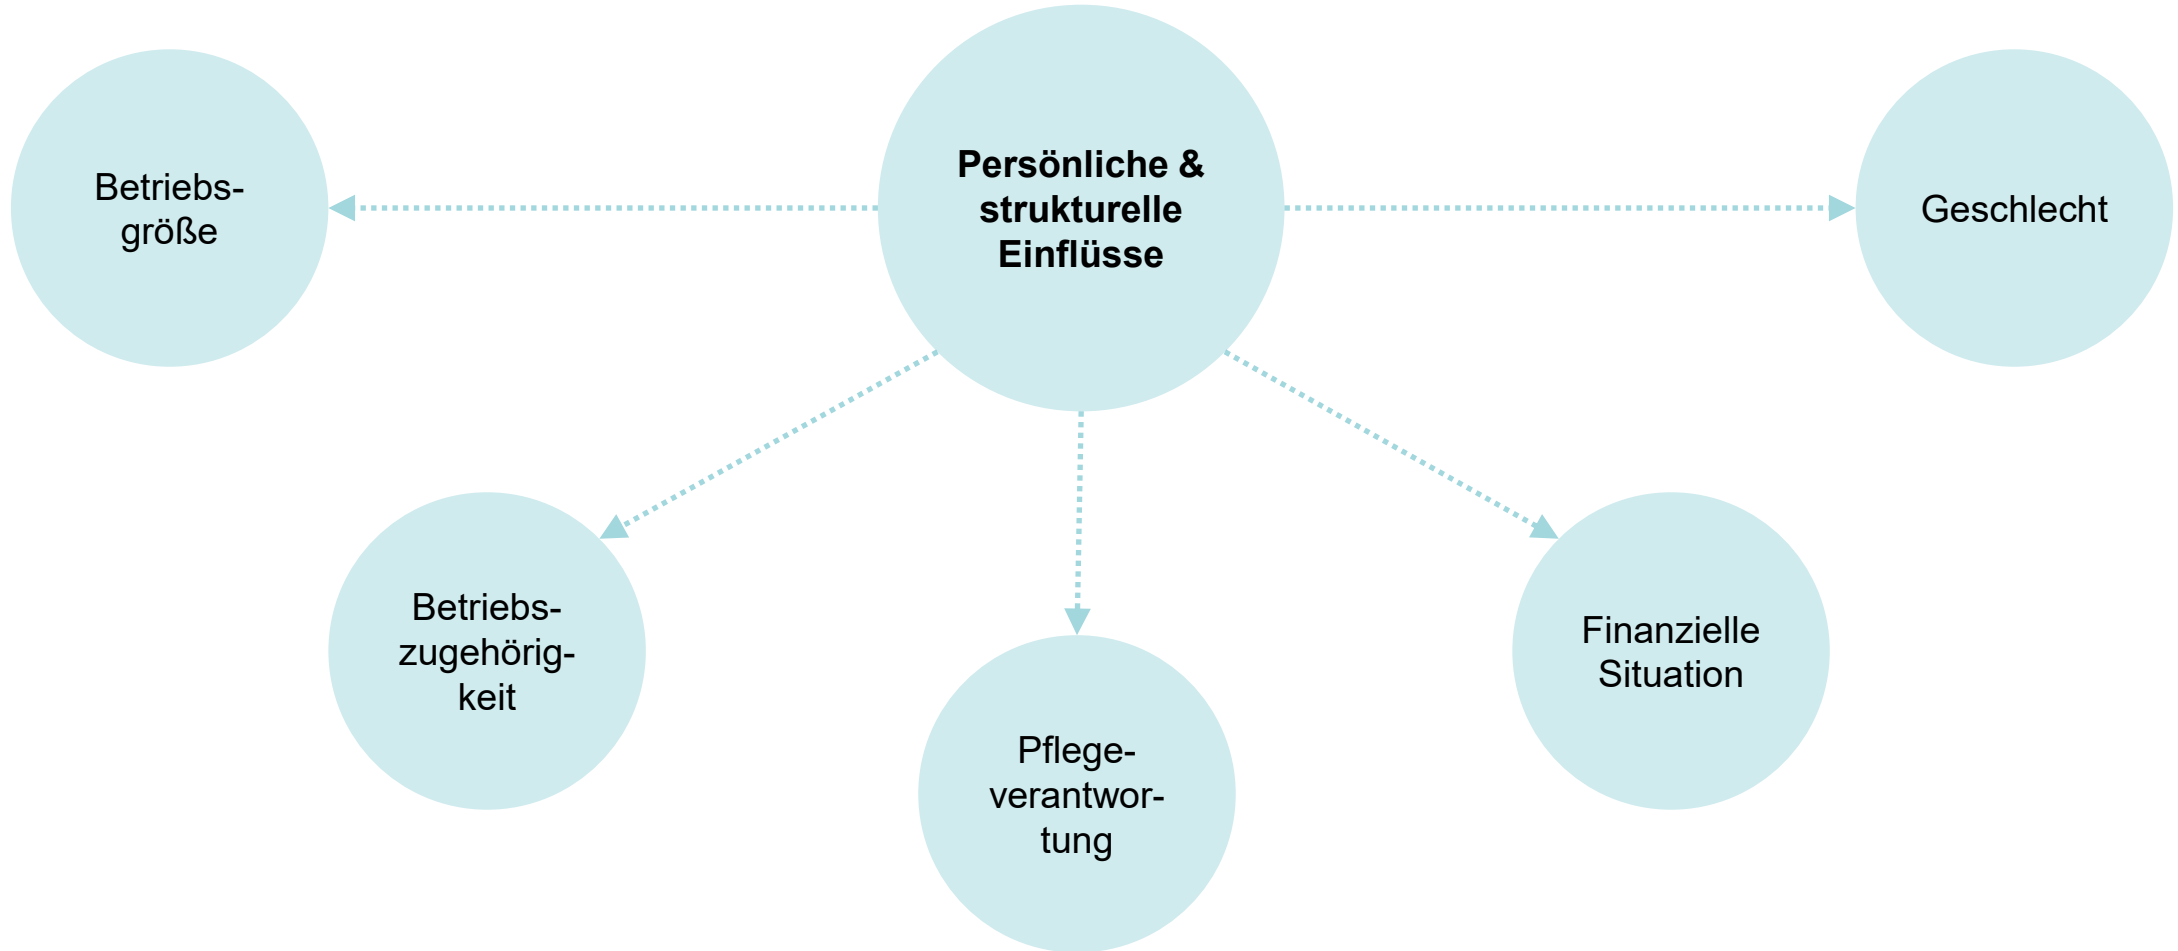 Persönliche &
strukturelle
Einflüsse
Betriebs-
größe
Geschlecht
Betriebs-
zugehörig-
keit
Pflege-
verantwor-
tung
Finanzielle
Situation